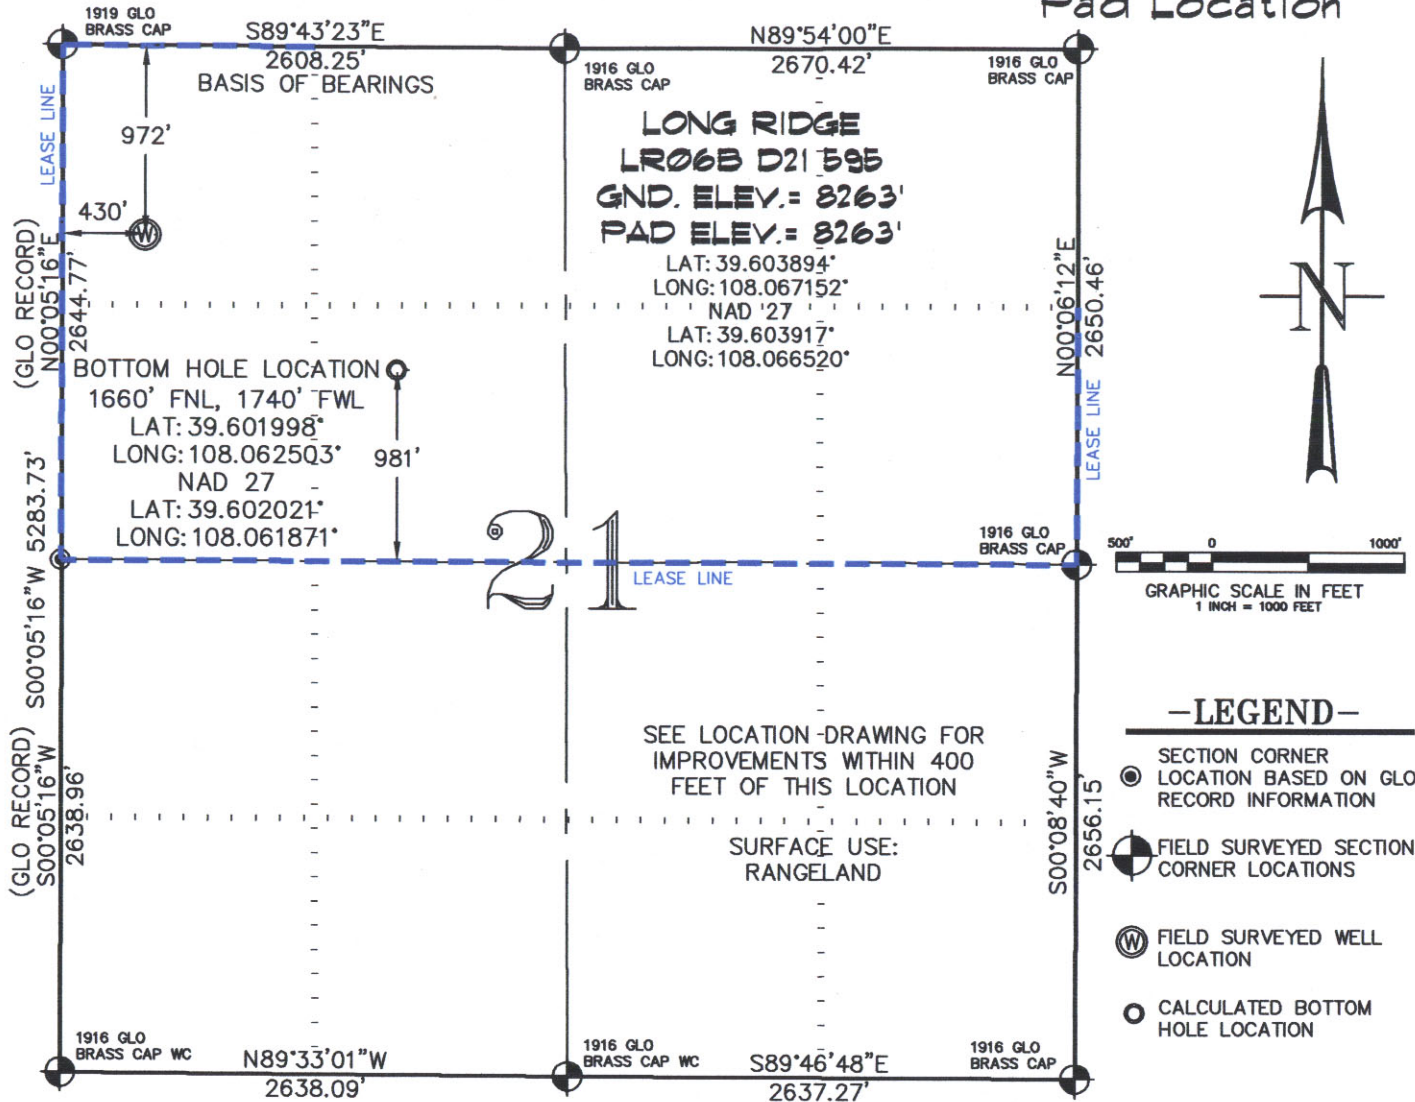 Pad Location
1919 GLO
BRASS CAP
S89°43'23"E
2608.25'
BASIS OF BEARINGS
N89°54'00"E
2670.42'
1916 GLO
BRASS CAP
1916 GLO
BRASS CAP
LEASE LINE
972'
430'
W
LONG RIDGE
LR06B D21 595
GND. ELEV.= 8263'
PAD ELEV.= 8263'
LAT: 39.603894°
LONG: 108.067152°
NAD 27
LAT: 39.603917°
LONG: 108.066520°
N
(GLO RECORD)
N00°05'16"E
2644.77'
N00°06'12"E
2650.46'
LEASE LINE
BOTTOM HOLE LOCATION
1660' FNL, 1740' FWL
LAT: 39.601998°
LONG: 108.062503°
NAD 27
LAT: 39.602021°
LONG: 108.061871°
981'
S00°05'16"W 5283.73'
21
LEASE LINE
1916 GLO
BRASS CAP
500' 0 1000'
GRAPHIC SCALE IN FEET
1 INCH = 1000 FEET
(GLO RECORD)
S00°05'16"W
2638.96'
SEE LOCATION DRAWING FOR
IMPROVEMENTS WITHIN 400
FEET OF THIS LOCATION
SURFACE USE:
RANGELAND
S00°08'40"W
2656.15'
-LEGEND-
SECTION CORNER
LOCATION BASED ON GLO
RECORD INFORMATION
FIELD SURVEYED SECTION
CORNER LOCATIONS
W
FIELD SURVEYED WELL
LOCATION
CALCULATED BOTTOM
HOLE LOCATION
1916 GLO
BRASS CAP WC
N89°33'01"W
2638.09'
1916 GLO
BRASS CAP WC
S89°46'48"E
2637.27'
1916 GLO
BRASS CAP